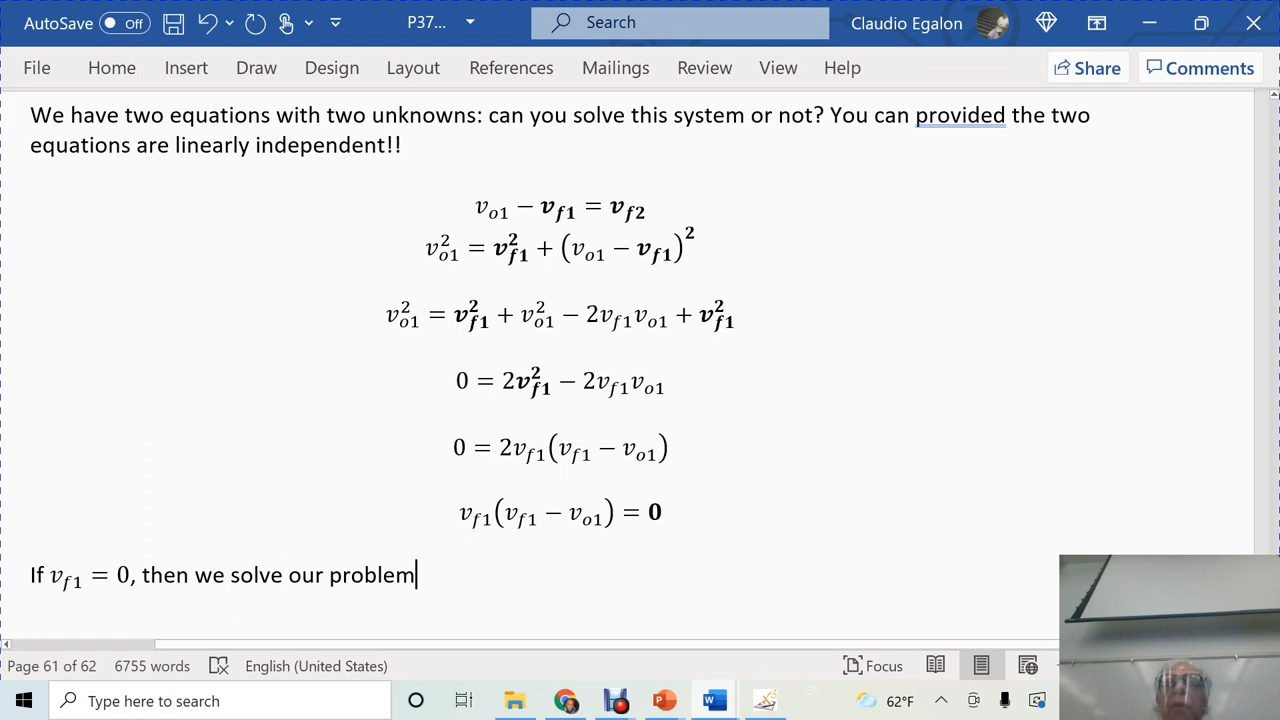 AutoSave Off P37... Search Claudio Egalon
File Home Insert Draw Design Layout References Mailings Review View Help Share Comments
We have two equations with two unknowns: can you solve this system or not? You can provided the two
equations are linearly independent!!
v_{o1} − v_{f1} = v_{f2}
v_{o1}^2 = v_{f1}^2 + (v_{o1} − v_{f1})^2
v_{o1}^2 = v_{f1}^2 + v_{o1}^2 − 2v_{f1}v_{o1} + v_{f1}^2
0 = 2v_{f1}^2 − 2v_{f1}v_{o1}
0 = 2v_{f1}(v_{f1} − v_{o1})
v_{f1}(v_{f1} − v_{o1}) = 0
If v_{f1} = 0, then we solve our problem
Page 61 of 62 6755 words English (United States) Focus
Type here to search 62°F